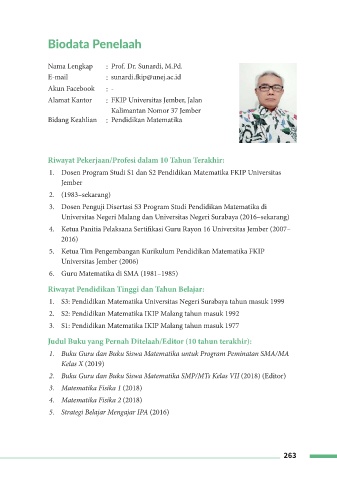 Biodata Penelaah
Nama Lengkap : Prof. Dr. Sunardi, M.Pd.
E-mail : sunardi.fkip@unej.ac.id
Akun Facebook : -
Alamat Kantor : FKIP Universitas Jember, Jalan
Kalimantan Nomor 37 Jember
Bidang Keahlian : Pendidikan Matematika
Riwayat Pekerjaan/Profesi dalam 10 Tahun Terakhir:
1. Dosen Program Studi S1 dan S2 Pendidikan Matematika FKIP Universitas
Jember
2. (1983–sekarang)
3. Dosen Penguji Disertasi S3 Program Studi Pendidikan Matematika di
Universitas Negeri Malang dan Universitas Negeri Surabaya (2016–sekarang)
4. Ketua Panitia Pelaksana Sertifikasi Guru Rayon 16 Universitas Jember (2007–
2016)
5. Ketua Tim Pengembangan Kurikulum Pendidikan Matematika FKIP
Universitas Jember (2006)
6. Guru Matematika di SMA (1981–1985)
Riwayat Pendidikan Tinggi dan Tahun Belajar:
1. S3: Pendidikan Matematika Universitas Negeri Surabaya tahun masuk 1999
2. S2: Pendidikan Matematika IKIP Malang tahun masuk 1992
3. S1: Pendidikan Matematika IKIP Malang tahun masuk 1977
Judul Buku yang Pernah Ditelaah/Editor (10 tahun terakhir):
1. Buku Guru dan Buku Siswa Matematika untuk Program Peminatan SMA/MA
Kelas X (2019)
2. Buku Guru dan Buku Siswa Matematika SMP/MTs Kelas VII (2018) (Editor)
3. Matematika Fisika 1 (2018)
4. Matematika Fisika 2 (2018)
5. Strategi Belajar Mengajar IPA (2016)
263